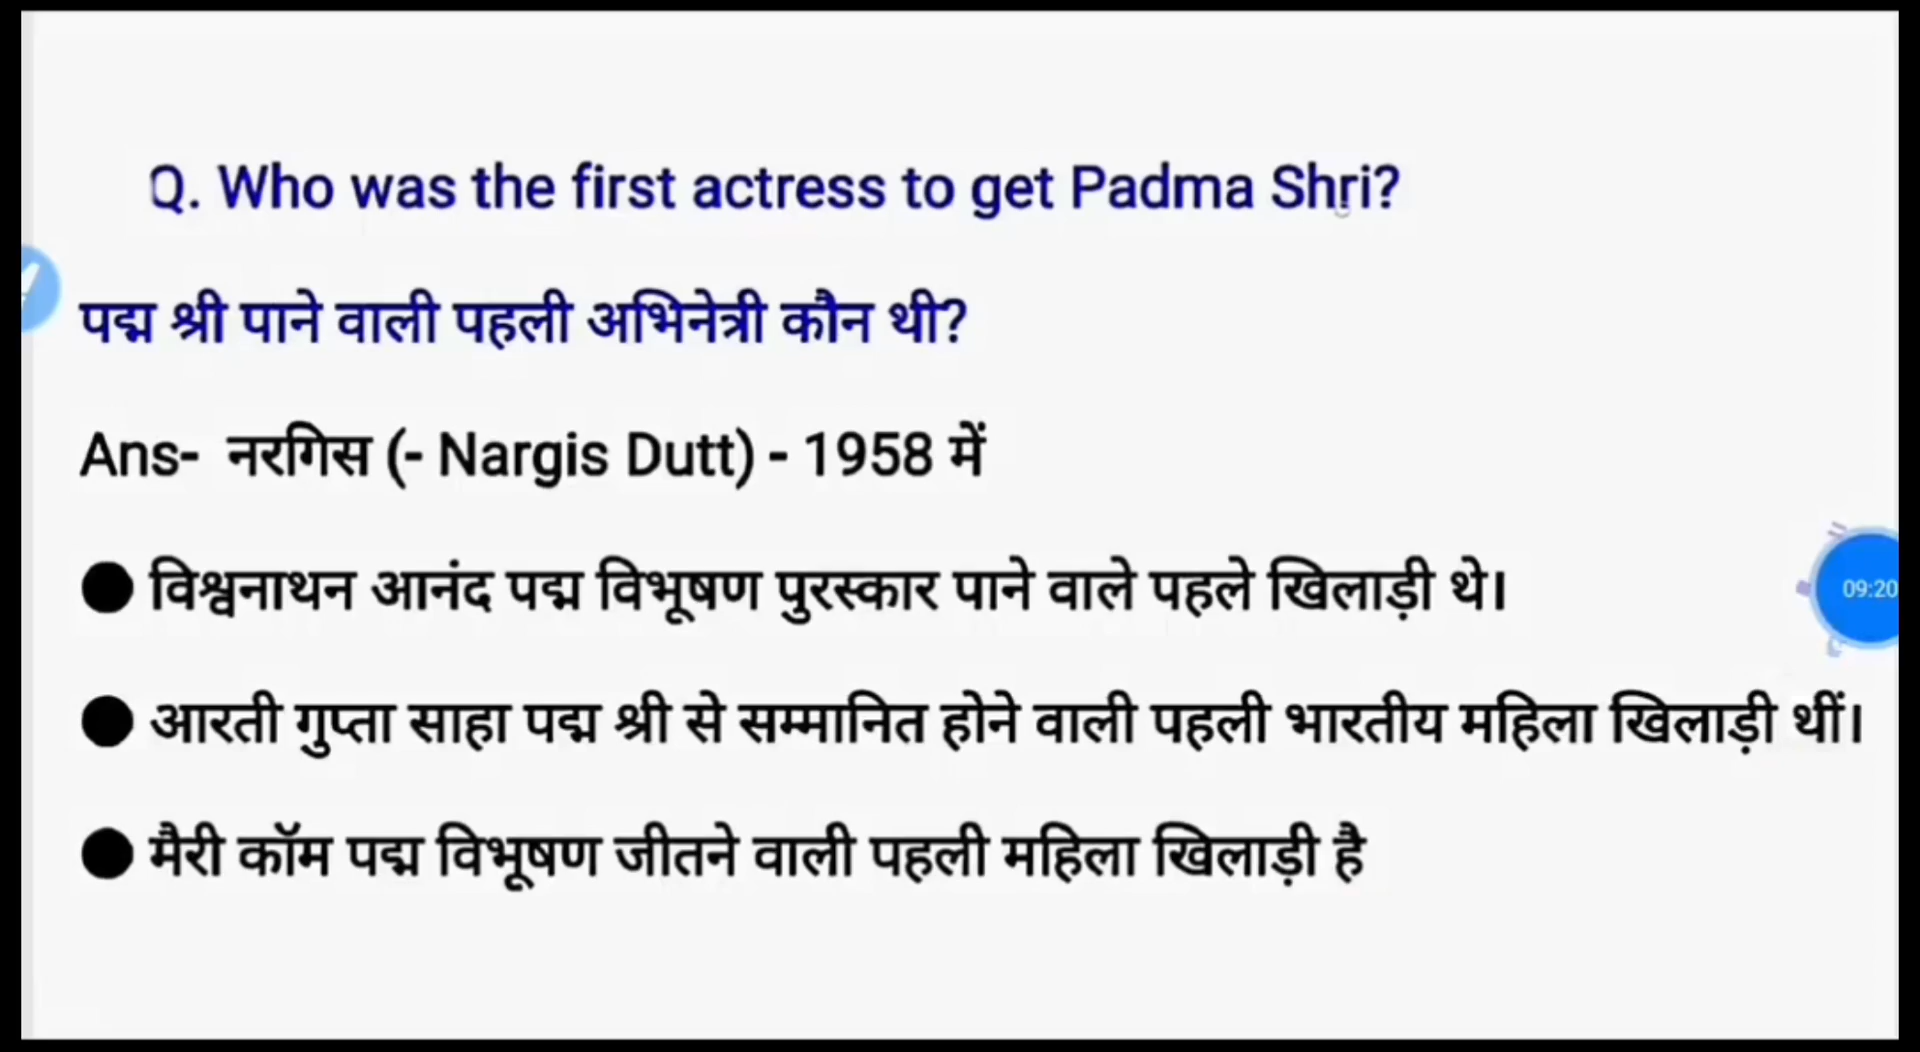 Q. Who was the first actress to get Padma Shri?
पद्म श्री पाने वाली पहली अभिनेत्री कौन थी?
Ans- नरगिस (- Nargis Dutt) - 1958 में
● विश्वनाथन आनंद पद्म विभूषण पुरस्कार पाने वाले पहले खिलाड़ी थे।
09:20
● आरती गुप्ता साहा पद्म श्री से सम्मानित होने वाली पहली भारतीय महिला खिलाड़ी थीं।
● मैरी कॉम पद्म विभूषण जीतने वाली पहली महिला खिलाड़ी है